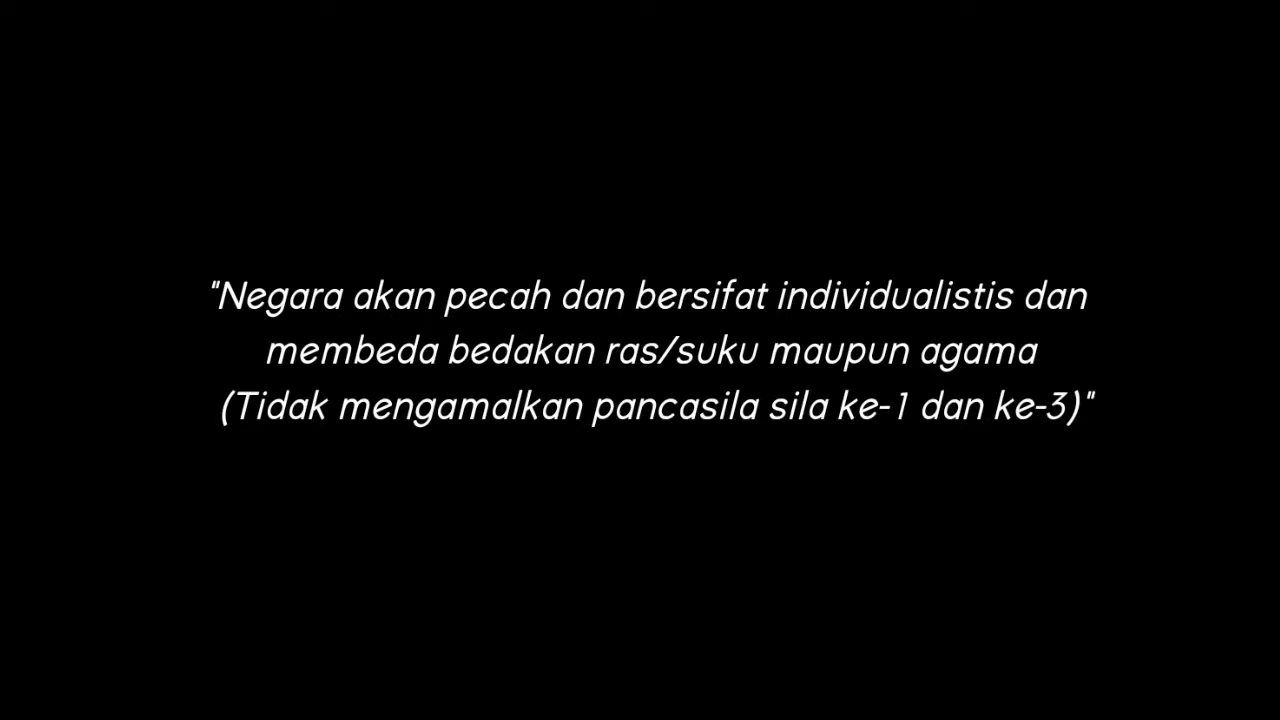 "Negara akan pecah dan bersifat individualistis dan
membeda bedakan ras/suku maupun agama
(Tidak mengamalkan pancasila sila ke-1 dan ke-3)"